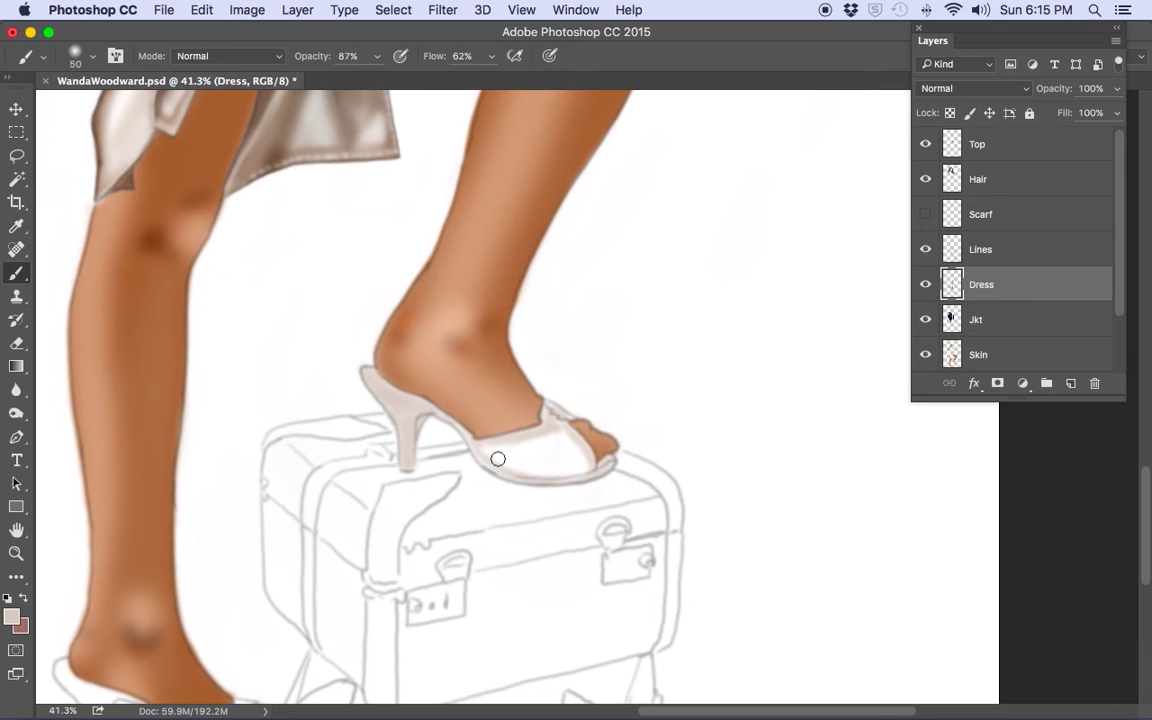 Photoshop CC File Edit Image Layer Type Select Filter 3D View Window Help Sun 6:15 PM
Adobe Photoshop CC 2015
50 Mode: Normal Opacity: 87% Flow: 62%
WandaWoodward.psd @ 41.3% (Dress, RGB/8) *
Layers
Kind
Normal Opacity: 100%
Lock: Fill: 100%
Top
Hair
Scarf
Lines
Dress
Jkt
Skin
41.3% Doc: 59.9M/192.2M